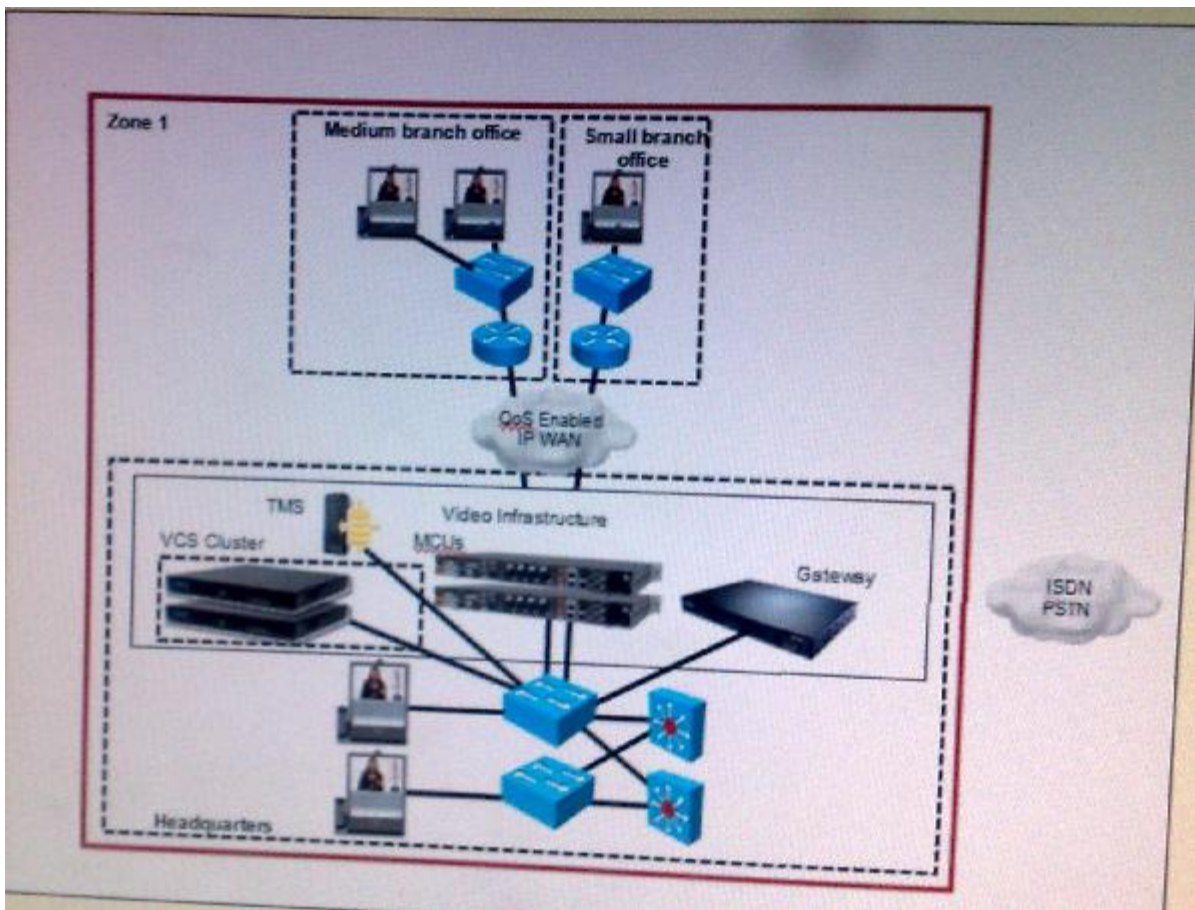 Zone 1
Medium branch office
Small branch
office
QoS Enabled
IP WAN
TMS
Video Infrastructure
VCS Cluster
MCUs
Gateway
ISDN
PSTN
Headquarters